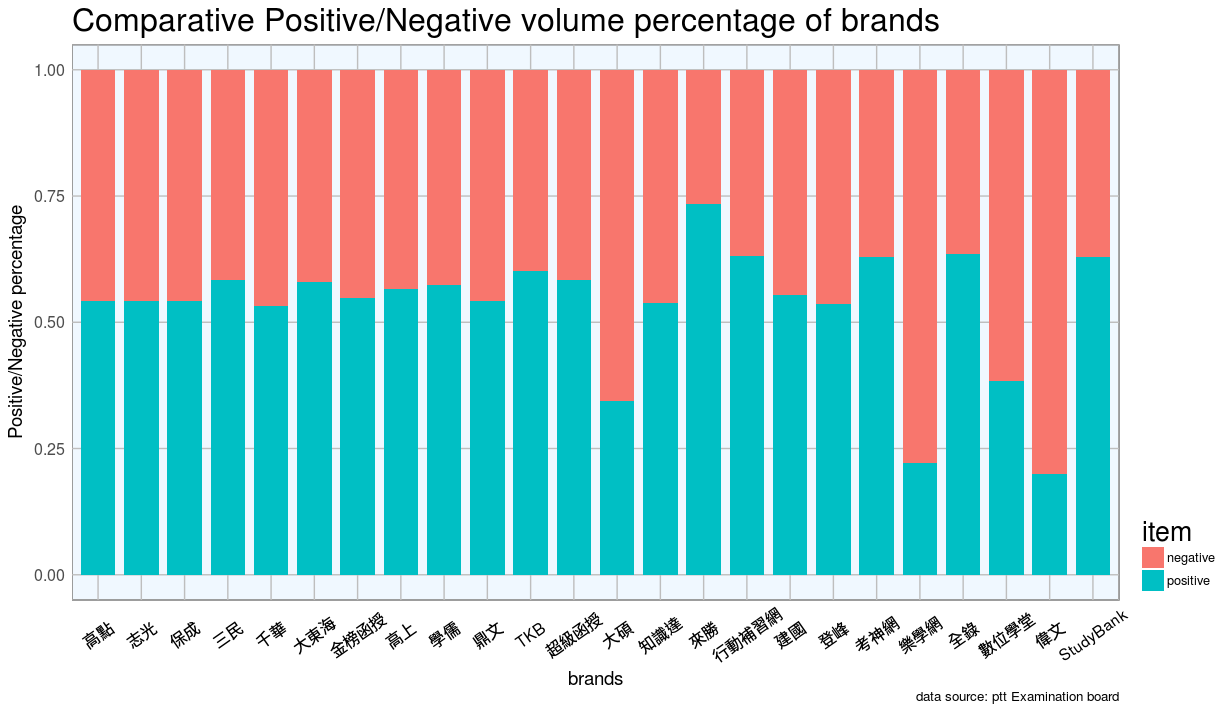 Comparative Positive/Negative volume percentage of brands
Positive/Negative percentage
1.00
0.75
0.50
0.25
0.00
高點
志光
保成
三民
千華
大東海
金榜函授
高上
學儒
鼎文
TKB
超級函授
大碩
知識達
來勝
行動補習網
建國
登峰
考神網
樂學網
全錄
數位學堂
偉文
StudyBank
brands
item
negative
positive
data source: ptt Examination board